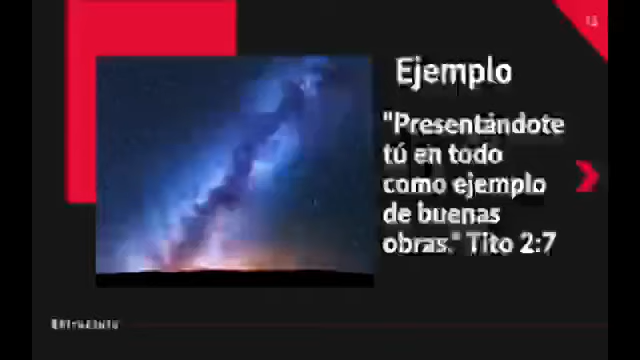 Ejemplo
"Presentándote
tú en todo
como ejemplo
de buenas
obras." Tito 2:7